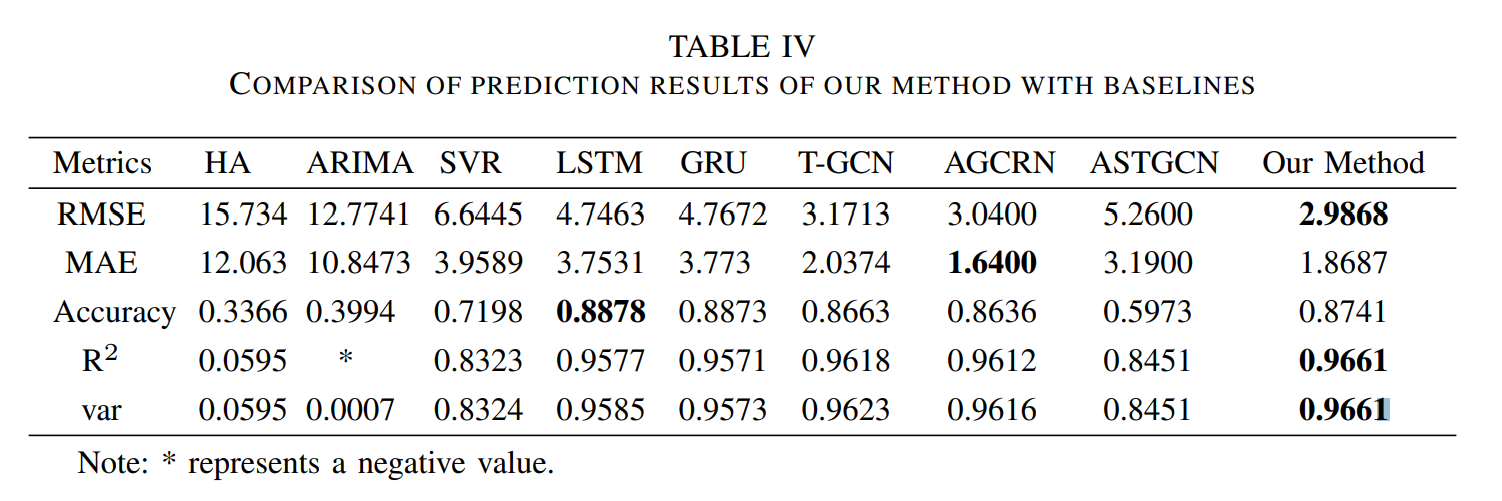 TABLE IV
COMPARISON OF PREDICTION RESULTS OF OUR METHOD WITH BASELINES
Metrics HA ARIMA SVR LSTM GRU T-GCN AGCRN ASTGCN Our Method
RMSE 15.734 12.7741 6.6445 4.7463 4.7672 3.1713 3.0400 5.2600 2.9868
MAE 12.063 10.8473 3.9589 3.7531 3.773 2.0374 1.6400 3.1900 1.8687
Accuracy 0.3366 0.3994 0.7198 0.8878 0.8873 0.8663 0.8636 0.5973 0.8741
R² 0.0595 * 0.8323 0.9577 0.9571 0.9618 0.9612 0.8451 0.9661
var 0.0595 0.0007 0.8324 0.9585 0.9573 0.9623 0.9616 0.8451 0.9661
Note: * represents a negative value.